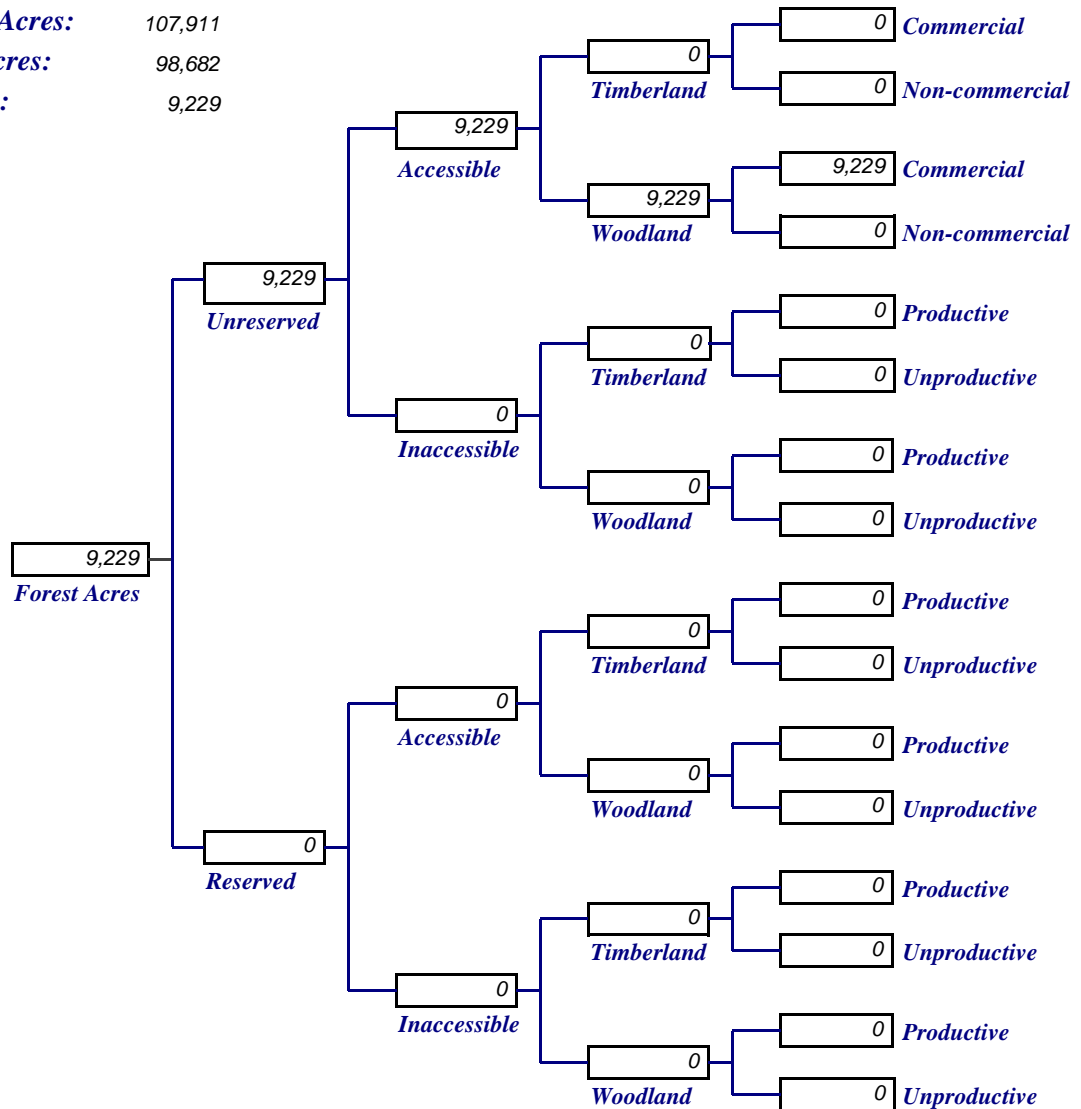 Acres: 107,911
cres: 98,682
: 9,229
0 Commercial
0
Timberland
0 Non-commercial
9,229
Accessible
9,229 Commercial
9,229
Woodland
0 Non-commercial
9,229
Unreserved
0 Productive
0
Timberland
0 Unproductive
0
Inaccessible
0 Productive
0
Woodland
0 Unproductive
9,229
Forest Acres
0 Productive
0
Timberland
0 Unproductive
0
Accessible
0 Productive
0
Woodland
0 Unproductive
0
Reserved
0 Productive
0
Timberland
0 Unproductive
0
Inaccessible
0 Productive
0
Woodland
0 Unproductive